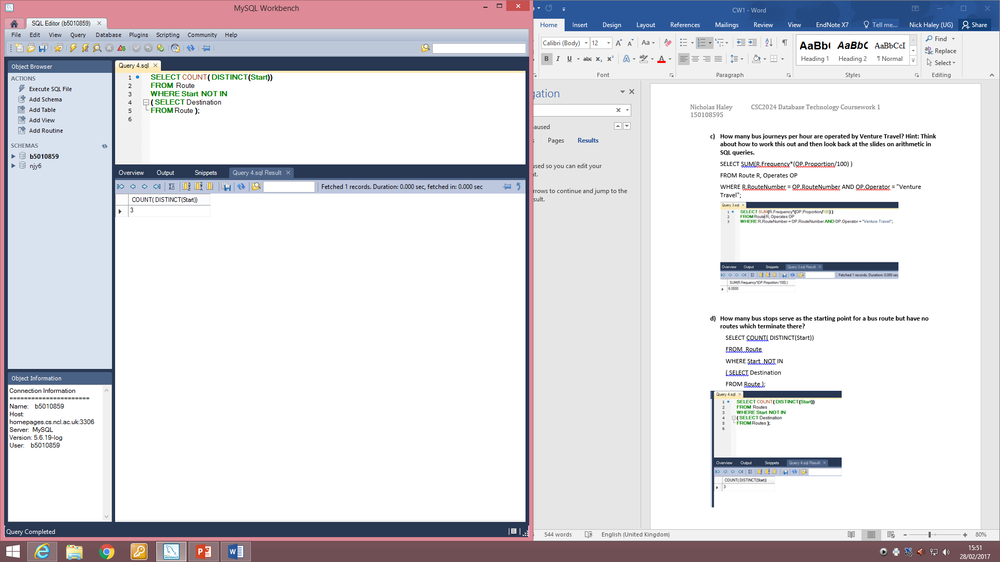 MySQL Workbench
SQL Editor (b5010859)
File Edit View Query Database Plugins Scripting Community Help
Object Browser
ACTIONS
Execute SQL File
Add Schema
Add Table
Add View
Add Routine
SCHEMAS
b5010859
njy6
Query 4.sql
1 SELECT COUNT( DISTINCT(Start))
2 FROM Route
3 WHERE Start NOT IN
4 ( SELECT Destination
5 FROM Route );
6
Overview Output Snippets Query 4.sql Result
Fetched 1 records. Duration: 0.000 sec, fetched in: 0.000 sec
COUNT( DISTINCT(Start))
3
Object Information
Connection Information
======================
Name: b5010859
Host:
homepages.cs.ncl.ac.uk:3306
Server: MySQL
Version: 5.6.19-log
User: b5010859
Query Completed
CW1 - Word
Home Insert Design Layout References Mailings Review View EndNote X7 Tell me... Nick Haley (UG) Share
Calibri (Body) 12
Font
Paragraph
Heading 1 Heading 2 ¶ Normal
Styles
Find
Replace
Select
Editing
gation
aused
s Pages Results
used so you can edit your
nt.
rrows to continue and jump to the
sult.
Nicholas Haley CSC2024 Database Technology Coursework 1
150108595
c) How many bus journeys per hour are operated by Venture Travel? Hint: Think
about how to work this out and then look back at the slides on arithmetic in
SQL queries.
SELECT SUM(R.Frequency*(OP.Proportion/100) )
FROM Route R, Operates OP
WHERE R.RouteNumber = OP.RouteNumber AND OP.Operator = "Venture
Travel";
Query 3.sql
1 SELECT SUM(R.Frequency*(OP.Proportion/100) )
2 FROM Route R, Operates OP
3 WHERE R.RouteNumber = OP.RouteNumber AND OP.Operator = "Venture Travel";
Overview Output Snippets Query 3.sql Result
Fetched 1 records. Duration: 0.000 sec
SUM(R.Frequency*(OP.Proportion/100) )
6.0000
d) How many bus stops serve as the starting point for a bus route but have no
routes which terminate there?
SELECT COUNT( DISTINCT(Start))
FROM Route
WHERE Start NOT IN
( SELECT Destination
FROM Route );
Query 4.sql
1 SELECT COUNT( DISTINCT(Start))
2 FROM Routes
3 WHERE Start NOT IN
4 ( SELECT Destination
5 FROM Routes );
6
Overview Output Snippets Query 4.sql Result
COUNT( DISTINCT(Start))
3
544 words English (United Kingdom) 80%
15:51
28/02/2017